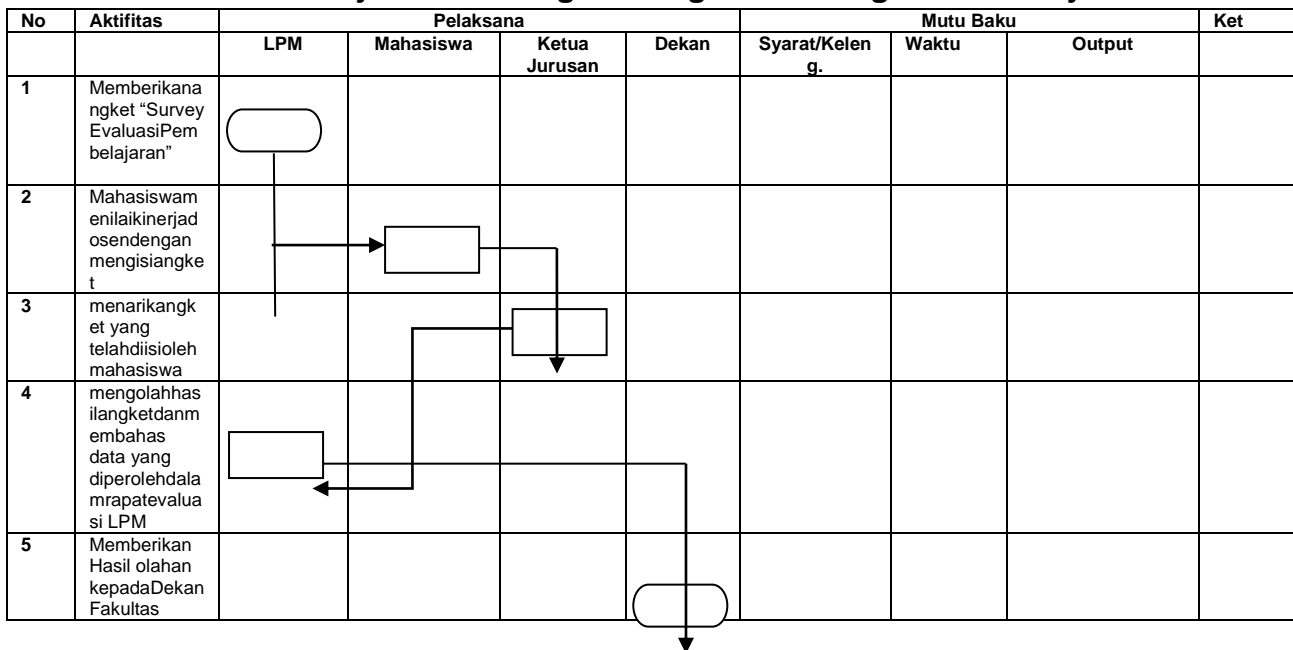 No Aktifitas Pelaksana Mutu Baku Ket
LPM Mahasiswa Ketua Jurusan Dekan Syarat/Kelen g. Waktu Output
1
Memberikana
ngket “Survey
EvaluasiPem
belajaran”
2
Mahasiswam
enilaikinerjad
osendengan
mengisiangke
t
3
menarikangk
et yang
telahdiisioleh
mahasiswa
4
mengolahhas
ilangketdanm
embahas
data yang
diperolehdala
mrapatevalua
si LPM
5
Memberikan
Hasil olahan
kepadaDekan
Fakultas